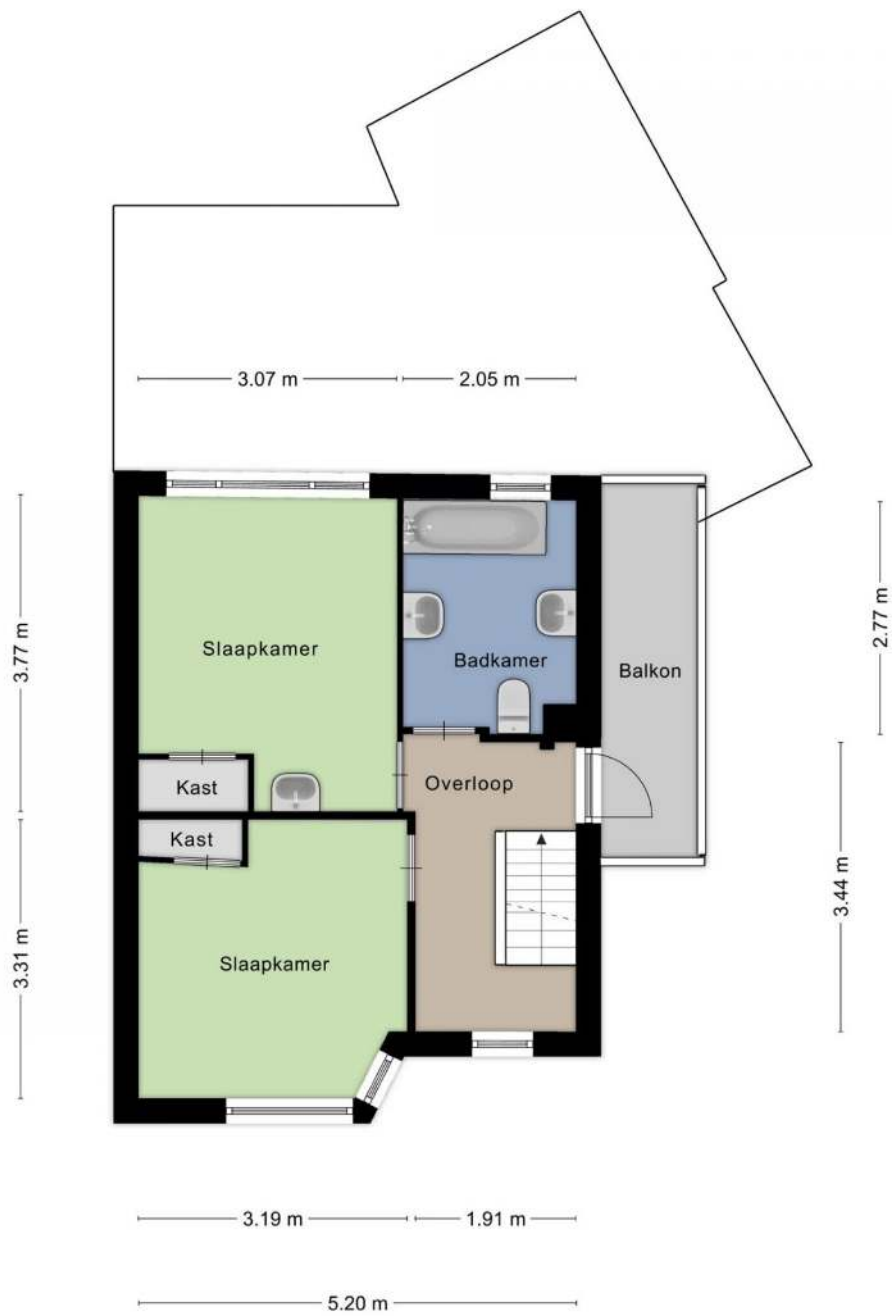 3.07 m
2.05 m
3.77 m
2.77 m
Slaapkamer
Badkamer
Balkon
Kast
Overloop
Kast
3.44 m
3.31 m
Slaapkamer
3.19 m
1.91 m
5.20 m